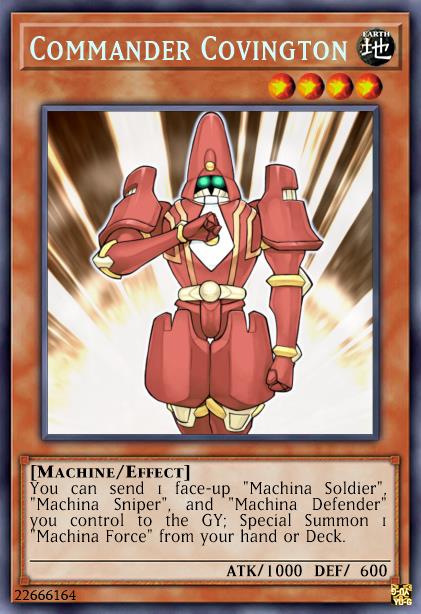 COMMANDER COVINGTON
EARTH
地
[MACHINE/EFFECT]
You can send 1 face-up "Machina Soldier",
"Machina Sniper", and "Machina Defender"
you control to the GY; Special Summon 1
"Machina Force" from your hand or Deck.
ATK/1000 DEF/ 600
22666164